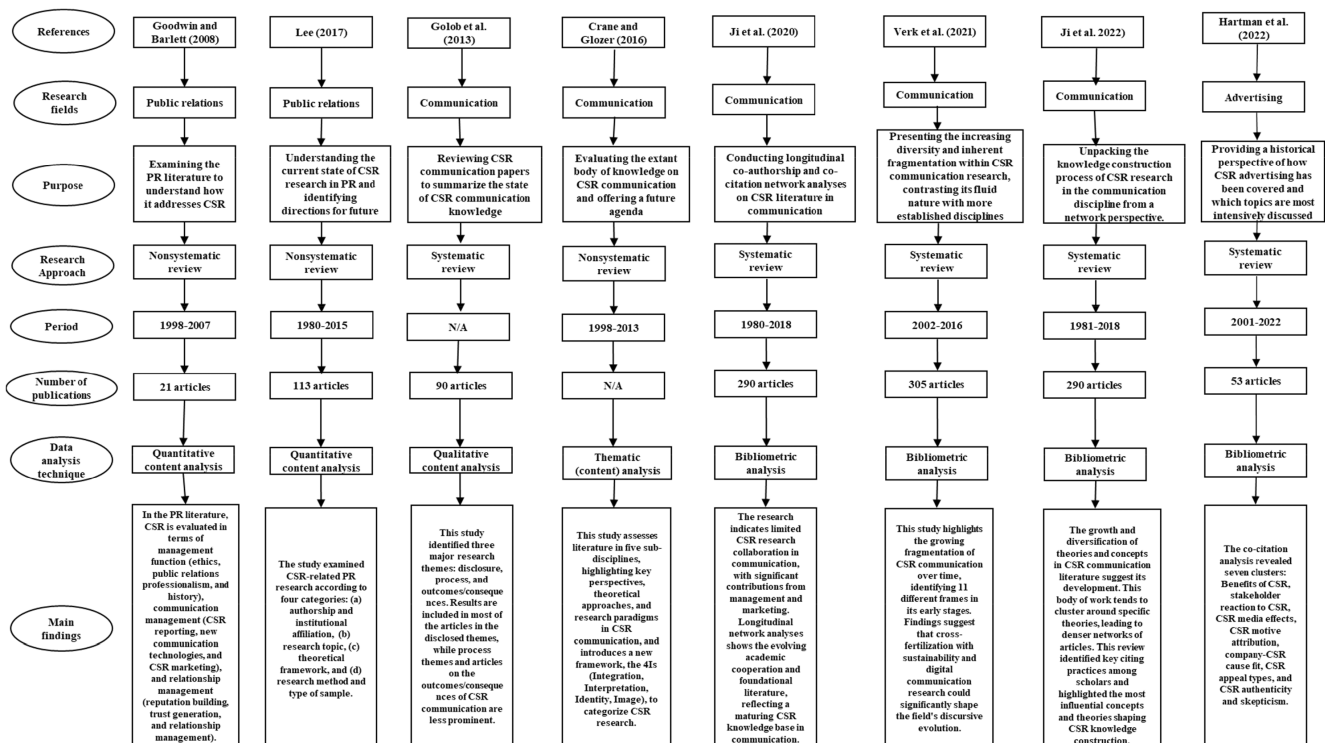 References
Goodwin and
Barlett (2008)
Lee (2017)
Golob et al.
(2013)
Crane and
Glozer (2016)
Ji et al. (2020)
Verk et al. (2021)
Ji et al. 2022)
Hartman et al.
(2022)
Research
fields
Public relations
Public relations
Communication
Communication
Communication
Communication
Communication
Advertising
Purpose
Examining the
PR literature to
understand how
it addresses CSR
Understanding the
current state of CSR
research in PR and
identifying
directions for future
Reviewing CSR
communication papers
to summarize the state
of CSR communication
knowledge
Evaluating the extant
body of knowledge on
CSR communication
and offering a future
agenda
Conducting longitudinal
co-authorship and co-
citation network analyses
on CSR literature in
communication
Presenting the increasing
diversity and inherent
fragmentation within CSR
communication research,
contrasting its fluid
nature with more
established disciplines
Unpacking the
knowledge construction
process of CSR research
in the communication
discipline from a
network perspective.
Providing a historical
perspective of how
CSR advertising has
been covered and
which topics are most
intensively discussed
Research
Approach
Nonsystematic
review
Nonsystematic
review
Systematic
review
Nonsystematic
review
Systematic
review
Systematic
review
Systematic
review
Systematic
review
Period
1998-2007
1980-2015
N/A
1998-2013
1980-2018
2002-2016
1981-2018
2001-2022
Number of
publications
21 articles
113 articles
90 articles
N/A
290 articles
305 articles
290 articles
53 articles
Data
analysis
technique
Quantitative
content analysis
Quantitative
content analysis
Qualitative
content analysis
Thematic
(content) analysis
Bibliometric
analysis
Bibliometric
analysis
Bibliometric
analysis
Bibliometric
analysis
Main
findings
In the PR literature,
CSR is evaluated in
terms of
management
function (ethics,
public relations
professionalism, and
history),
communication
management (CSR
reporting, new
communication
technologies, and
CSR marketing),
and relationship
management
(reputation building,
trust generation,
and relationship
management).
The study examined
CSR-related PR
research according to
four categories: (a)
authorship and
institutional
affiliation, (b)
research topic, (c)
theoretical
framework, and (d)
research method and
type of sample.
This study
identified three
major research
themes: disclosure,
process, and
outcomes/conseque
nces. Results are
included in most of
the articles in the
disclosed themes,
while process
themes and articles
on the
outcomes/conseque
nces of CSR
communication are
less prominent.
This study assesses
literature in five sub-
disciplines,
highlighting key
perspectives,
theoretical
approaches, and
research paradigms
in CSR
communication, and
introduces a new
framework, the 4Is
(Integration,
Interpretation,
Identity, Image), to
categorize CSR
research.
The research
indicates limited
CSR research
collaboration in
communication,
with significant
contributions from
management and
marketing.
Longitudinal
network analyses
shows the evolving
academic
cooperation and
foundational
literature,
reflecting a
maturing CSR
knowledge base in
communication.
This study highlights
the growing
fragmentation of
CSR communication
over time,
identifying 11
different frames in
its early stages.
Findings suggest
that cross-
fertilization with
sustainability and
digital
communication
research could
significantly shape
the field's discursive
evolution.
The growth and
diversification of
theories and concepts
in CSR communication
literature suggest its
development. This
body of work tends to
cluster around specific
theories, leading to
denser networks of
articles. This review
identified key citing
practices among
scholars and
highlighted the most
influential concepts
and theories shaping
CSR knowledge
construction.
The co-citation
analysis revealed
seven clusters:
Benefits of CSR,
stakeholder
reaction to CSR,
CSR media effects,
CSR motive
attribution,
company-CSR
cause fit, CSR
appeal types, and
CSR authenticity
and skepticism.